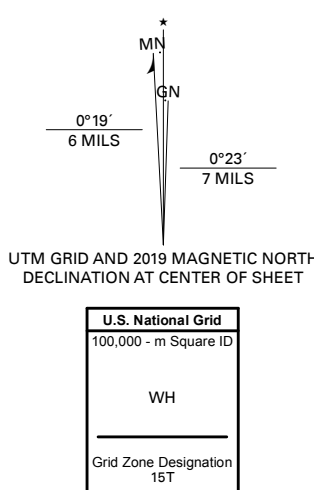 ★
MN
GN
0°19´
6 MILS
0°23´
7 MILS
UTM GRID AND 2019 MAGNETIC NORTH
DECLINATION AT CENTER OF SHEET
U.S. National Grid
100,000 - m Square ID
WH
Grid Zone Designation
15T